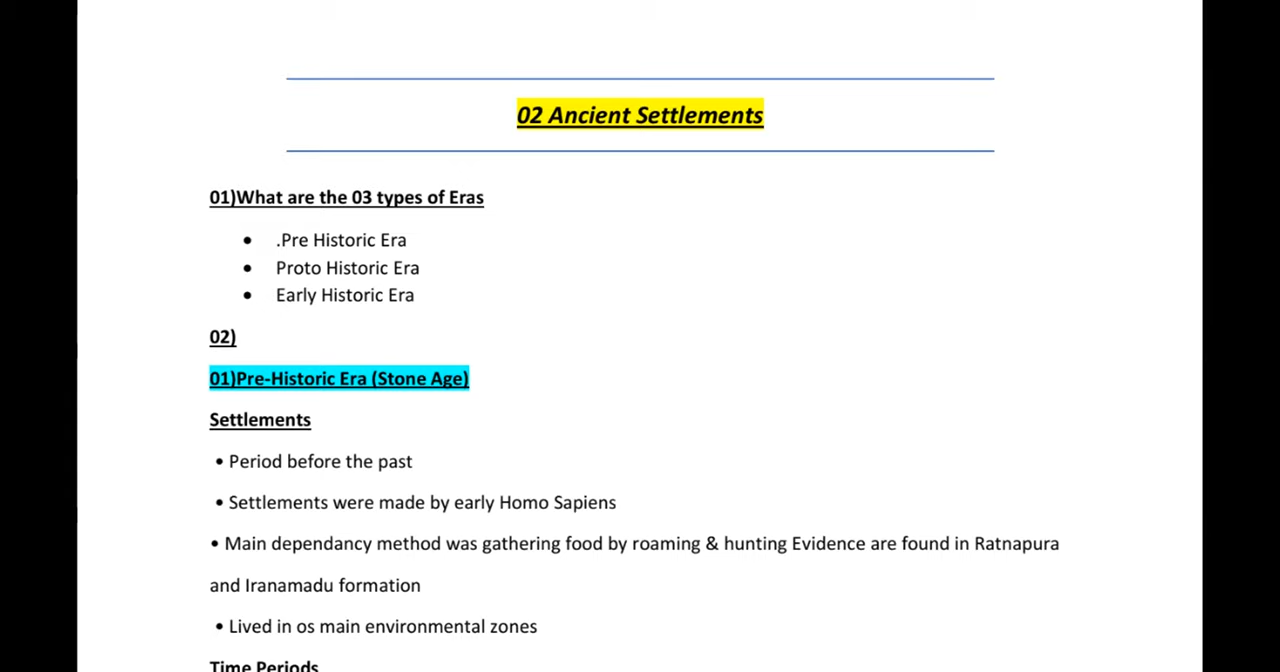 02 Ancient Settlements
01)What are the 03 types of Eras
• .Pre Historic Era
• Proto Historic Era
• Early Historic Era
02)
01)Pre-Historic Era (Stone Age)
Settlements
• Period before the past
• Settlements were made by early Homo Sapiens
• Main dependancy method was gathering food by roaming & hunting Evidence are found in Ratnapura
and Iranamadu formation
• Lived in os main environmental zones
Time Periods